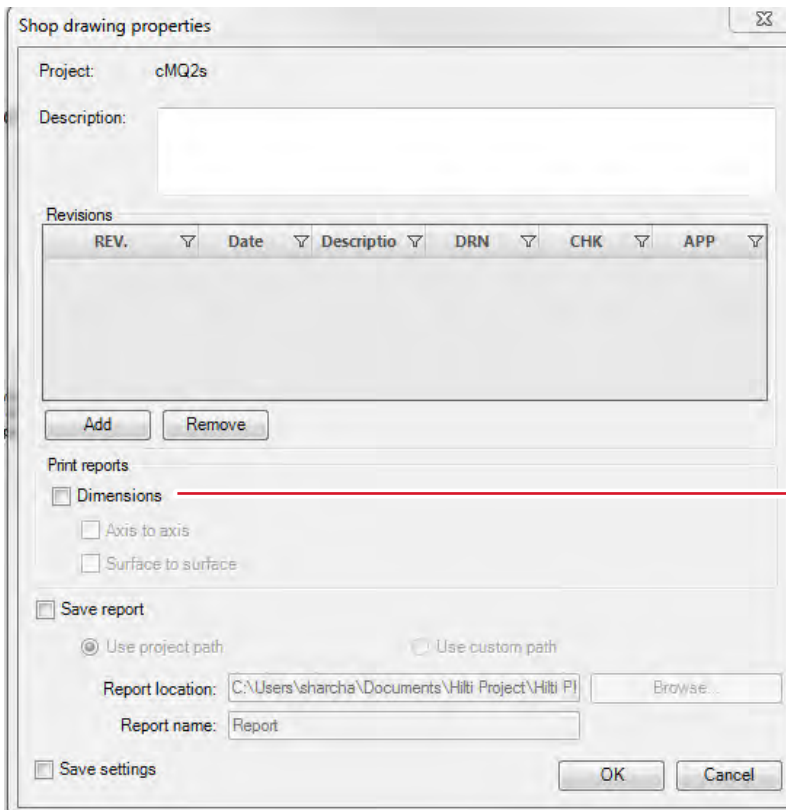 Shop drawing properties
Project: cMQ2s
Description:
Revisions
REV. Date Descriptio DRN CHK APP
Add Remove
Print reports
Dimensions
Axis to axis
Surface to surface
Save report
Use project path Use custom path
Report location: C:\Users\sharcha\Documents\Hilti Project\Hilti P Browse...
Report name: Report
Save settings OK Cancel